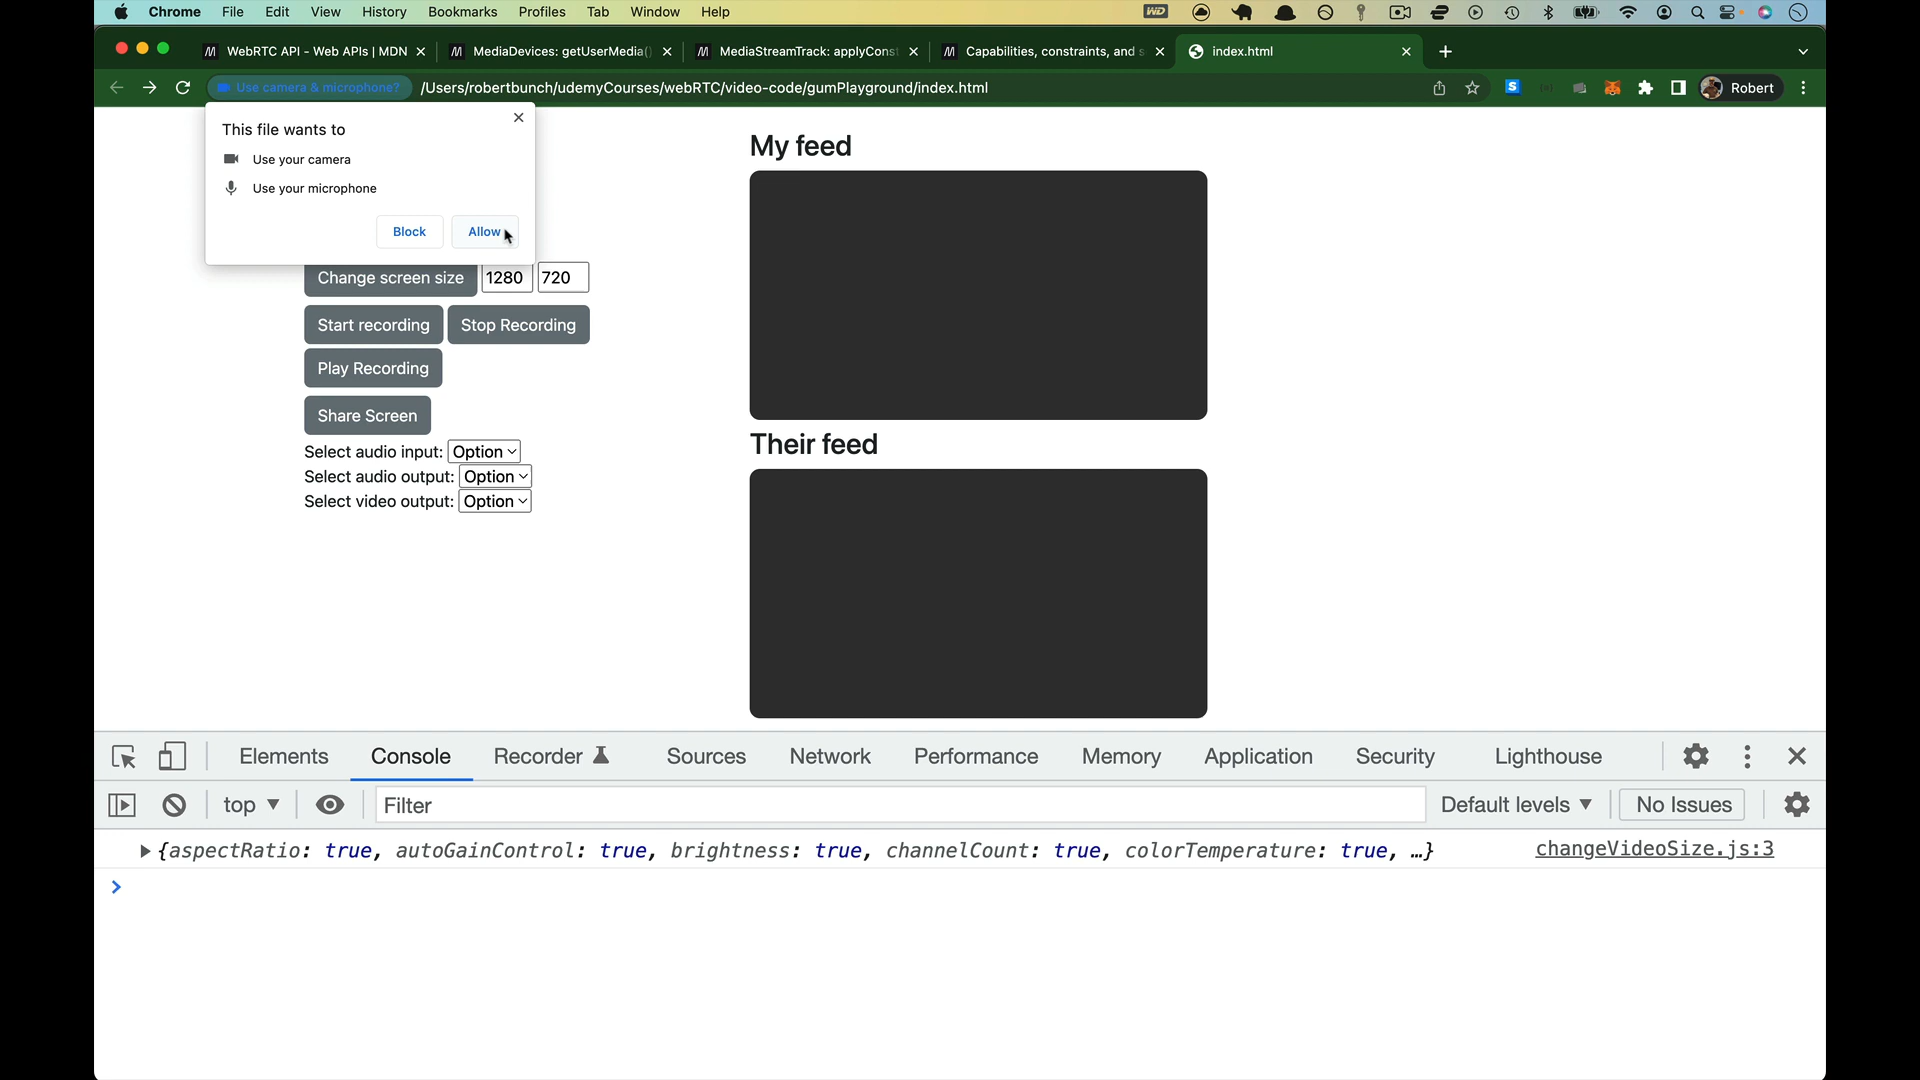 Chrome File Edit View History Bookmarks Profiles Tab Window Help
WD
WebRTC API - Web APIs | MDN
MediaDevices: getUserMedia()
MediaStreamTrack: applyConst
Capabilities, constraints, and s
index.html
Use camera & microphone?
/Users/robertbunch/udemyCourses/webRTC/video-code/gumPlayground/index.html
S
Robert
This file wants to
Use your camera
Use your microphone
Block
Allow
Change screen size 1280 720
Start recording Stop Recording
Play Recording
Share Screen
Select audio input: Option
Select audio output: Option
Select video output: Option
My feed
Their feed
Elements Console Recorder Sources Network Performance Memory Application Security Lighthouse
top Filter Default levels No Issues
{aspectRatio: true, autoGainControl: true, brightness: true, channelCount: true, colorTemperature: true, …} changeVideoSize.js:3